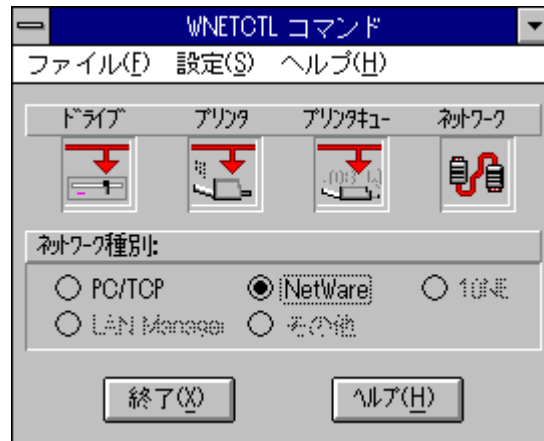 WNETCTL コマンド
ファイル(F) 設定(S) ヘルプ(H)
ドライブ プリンタ プリンタキュー ネットワーク
ネットワーク種別:
PC/TCP NetWare 10NE
LAN Manager その他
終了(X) ヘルプ(H)